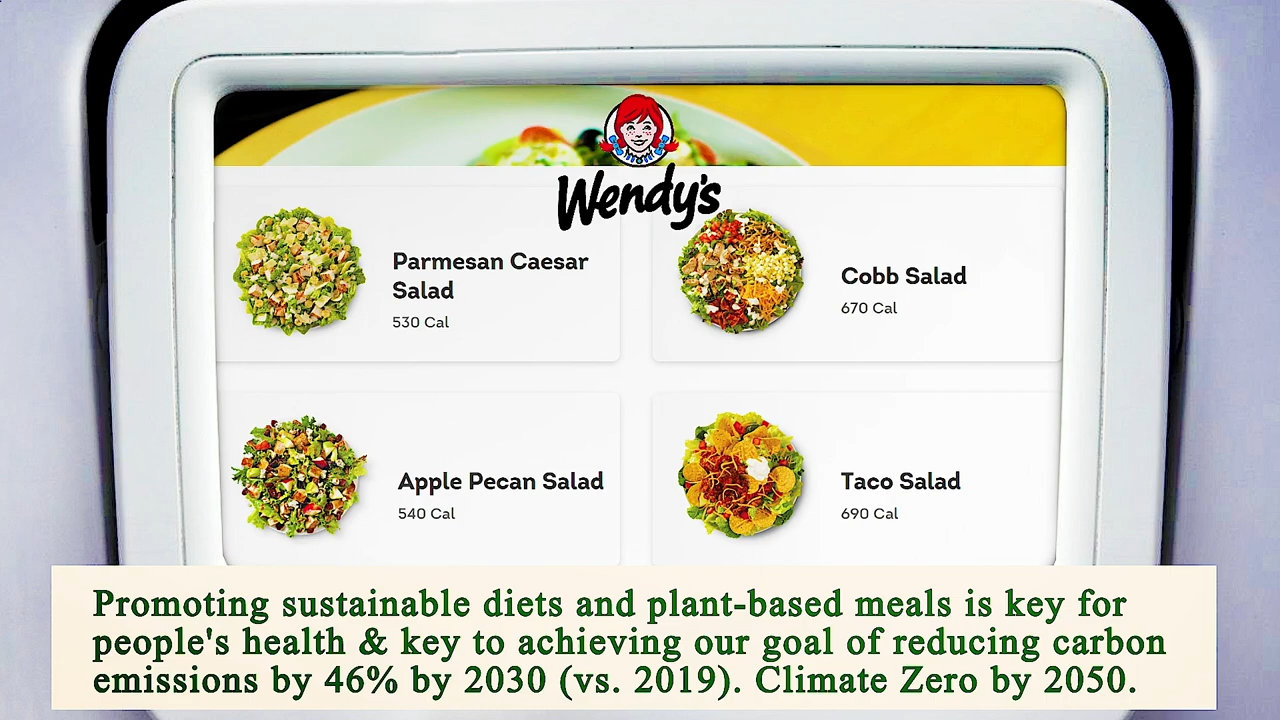 Wendy's
Parmesan Caesar
Salad
530 Cal
Cobb Salad
670 Cal
Apple Pecan Salad
540 Cal
Taco Salad
690 Cal
Promoting sustainable diets and plant-based meals is key for
people's health & key to achieving our goal of reducing carbon
emissions by 46% by 2030 (vs. 2019). Climate Zero by 2050.